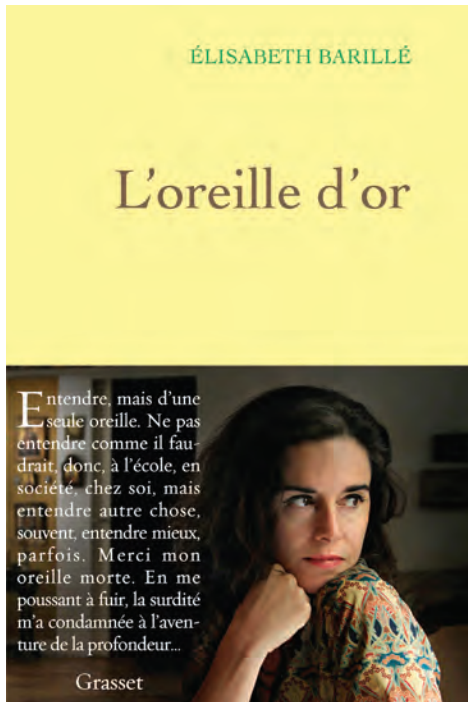 ÉLISABETH BARILLÉ
L'oreille d'or
Entendre, mais d'une
seule oreille. Ne pas
entendre comme il fau-
drait, donc, à l'école, en
société, chez soi, mais
entendre autre chose,
souvent, entendre mieux,
parfois. Merci mon
oreille morte. En me
poussant à fuir, la surdité
m'a condamnée à l'aven-
ture de la profondeur...
Grasset